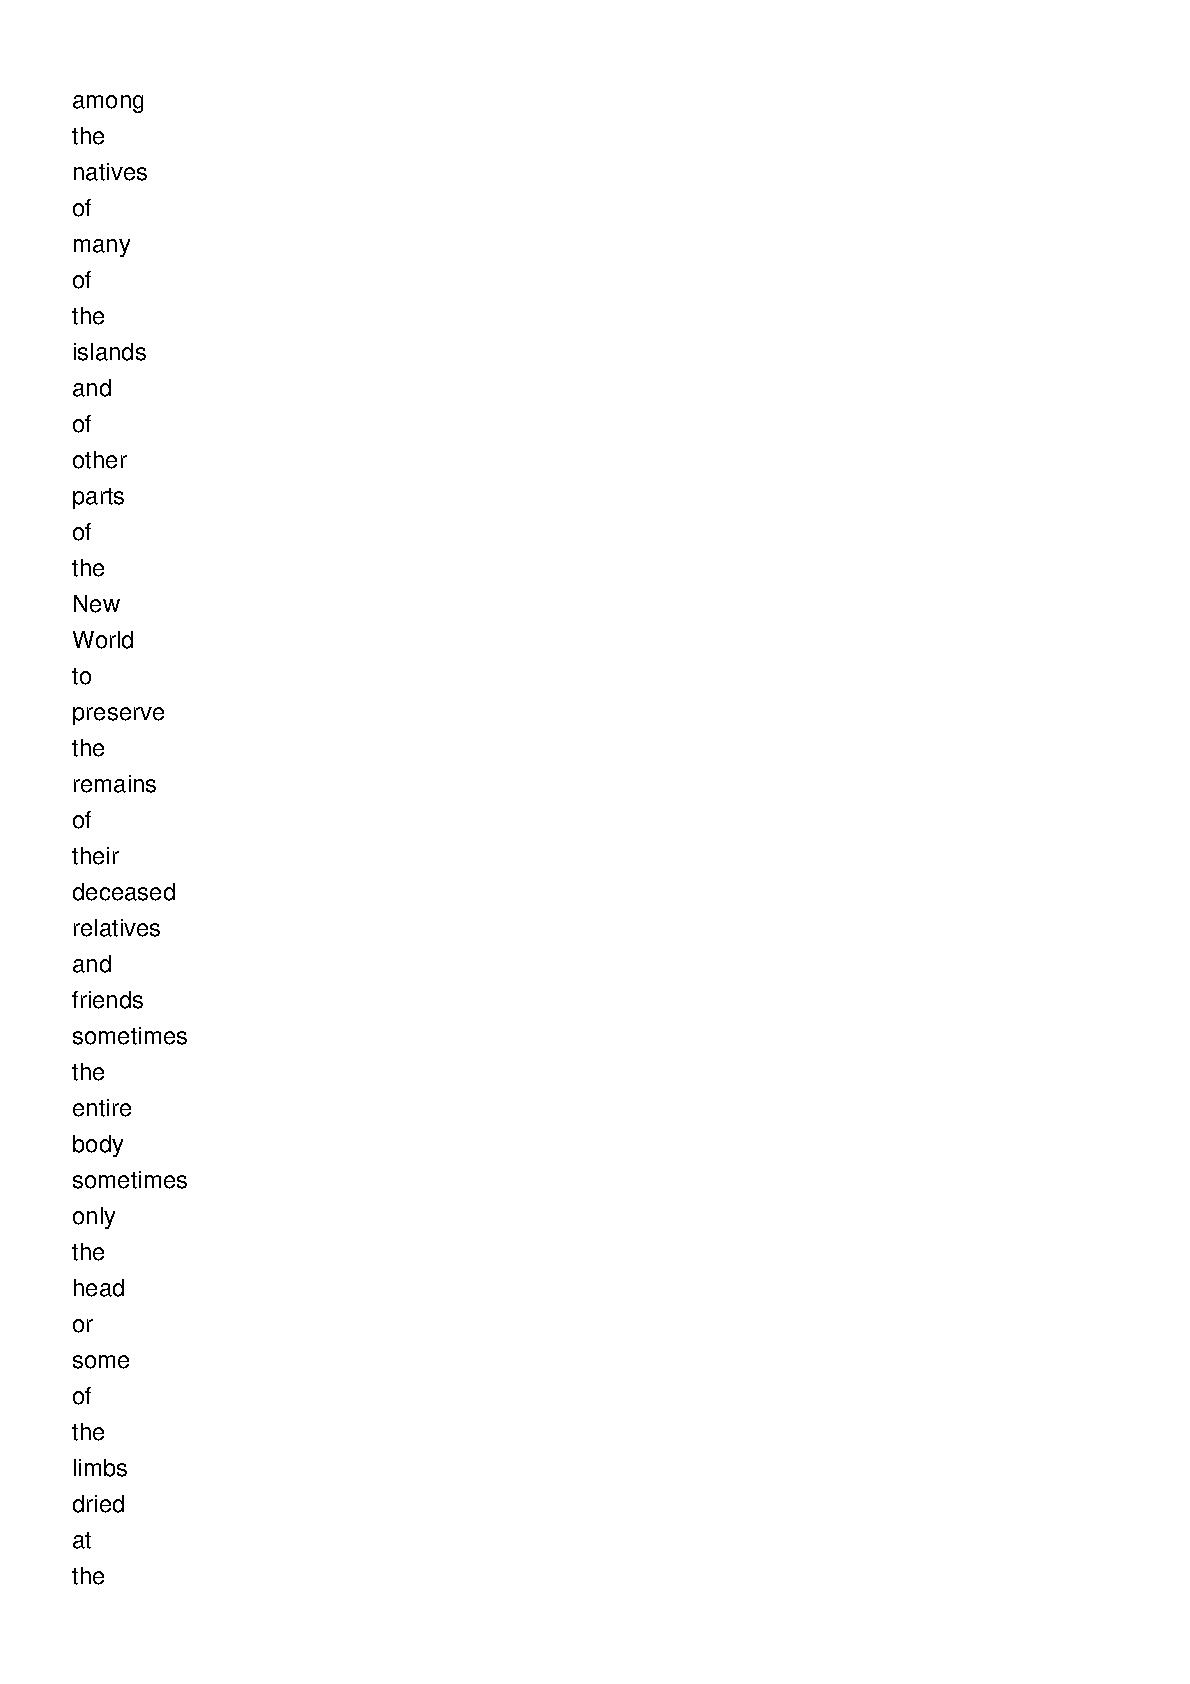 among
the
natives
of
many
of
the
islands
and
of
other
parts
of
the
New
World
to
preserve
the
remains
of
their
deceased
relatives
and
friends
sometimes
the
entire
body
sometimes
only
the
head
or
some
of
the
limbs
dried
at
the